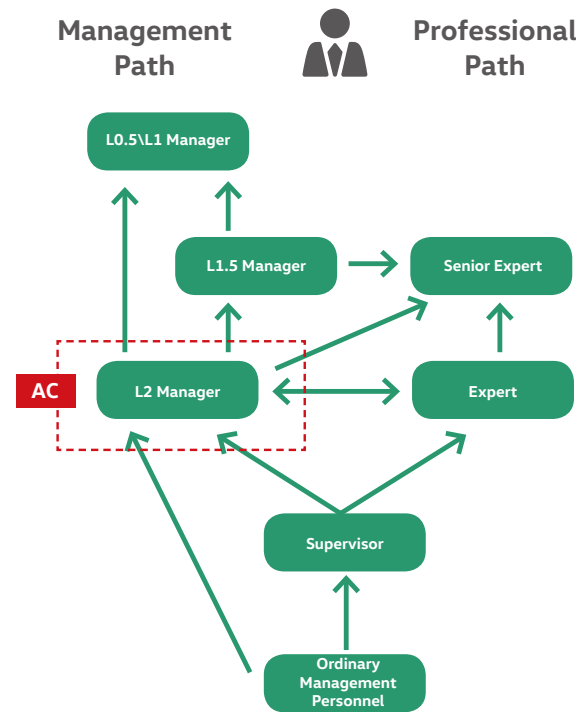 Management
Path
Professional
Path
L0.5\L1 Manager
L1.5 Manager
Senior Expert
AC
L2 Manager
Expert
Supervisor
Ordinary
Management
Personnel